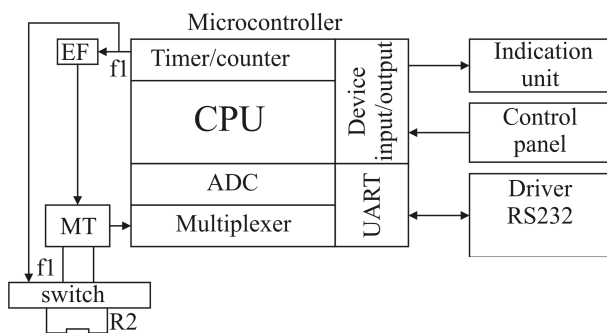 Microcontroller
EF
f1
Timer/counter
CPU
ADC
Multiplexer
Device
input/output
UART
Indication
unit
Control
panel
Driver
RS232
MT
f1
switch
R2